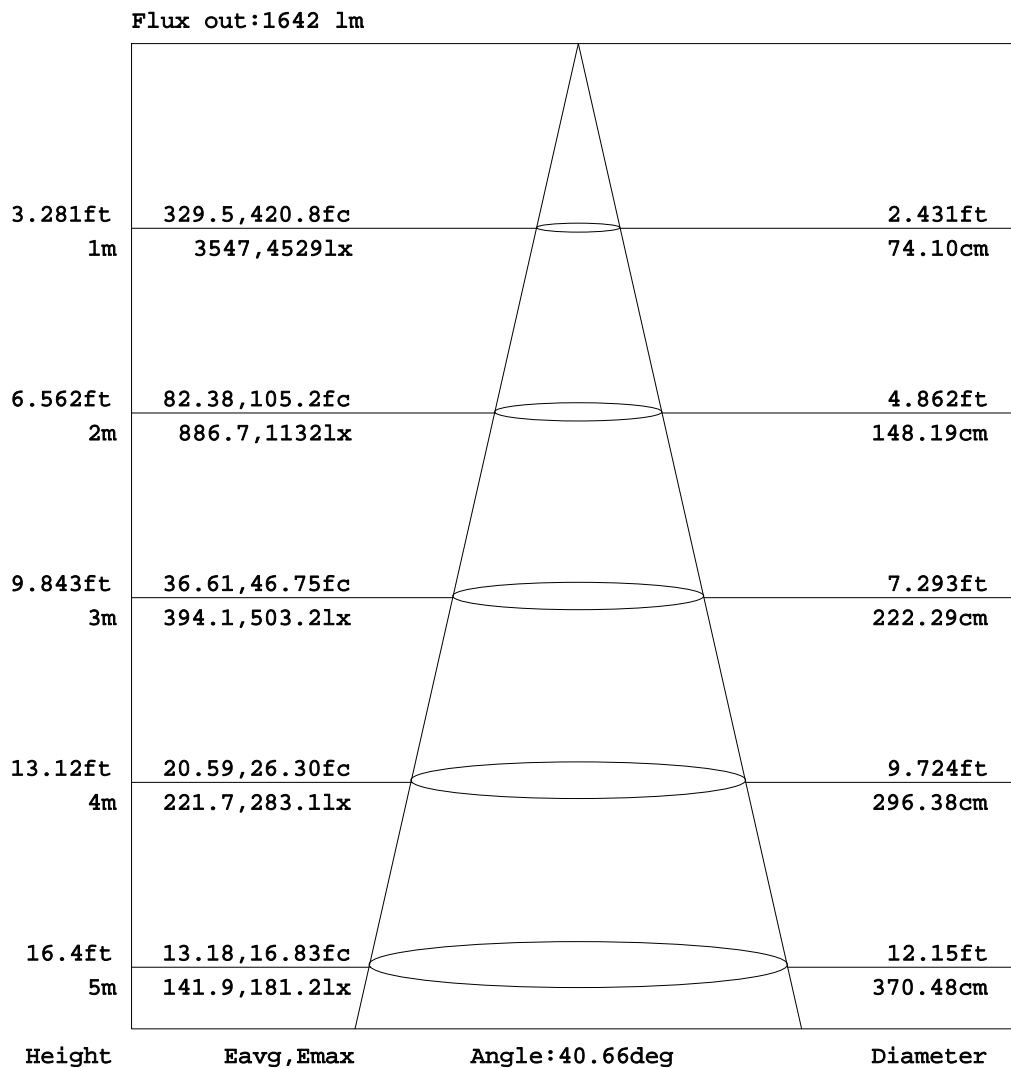 Flux out:1642 lm
3.281ft 329.5,420.8fc 2.431ft
1m 3547,4529lx 74.10cm
6.562ft 82.38,105.2fc 4.862ft
2m 886.7,1132lx 148.19cm
9.843ft 36.61,46.75fc 7.293ft
3m 394.1,503.2lx 222.29cm
13.12ft 20.59,26.30fc 9.724ft
4m 221.7,283.1lx 296.38cm
16.4ft 13.18,16.83fc 12.15ft
5m 141.9,181.2lx 370.48cm
Height Eavg,Emax Angle:40.66deg Diameter